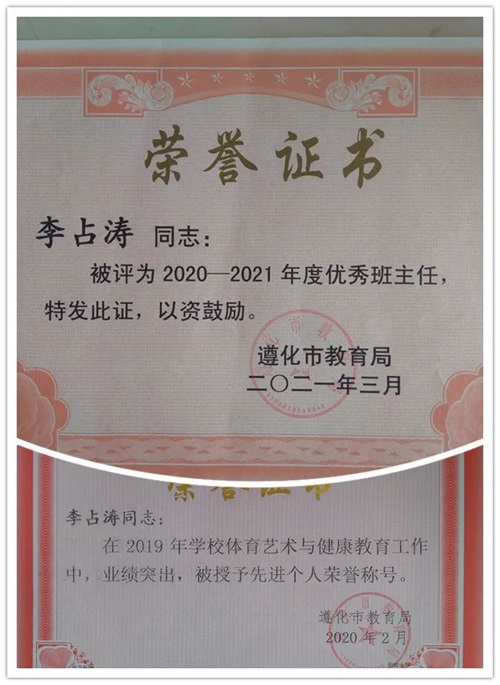 荣誉证书
李占涛 同志：
被评为 2020—2021 年度优秀班主任，
特发此证，以资鼓励。
遵化市教育局
二〇二一年三月
荣誉证书
李占涛同志：
在 2019 年学校体育艺术与健康教育工作
中，业绩突出，被授予先进个人荣誉称号。
遵化市教育局
2020 年 2 月